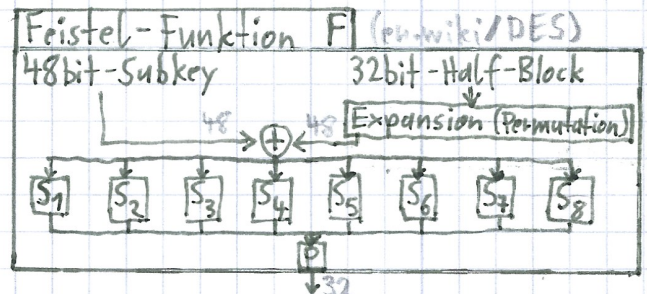 Feistel-Funktion F (en.wiki/DES)
48bit-Subkey 32bit-Half-Block
Expansion (Permutation)
48 + 48
S1 S2 S3 S4 S5 S6 S7 S8
P
32